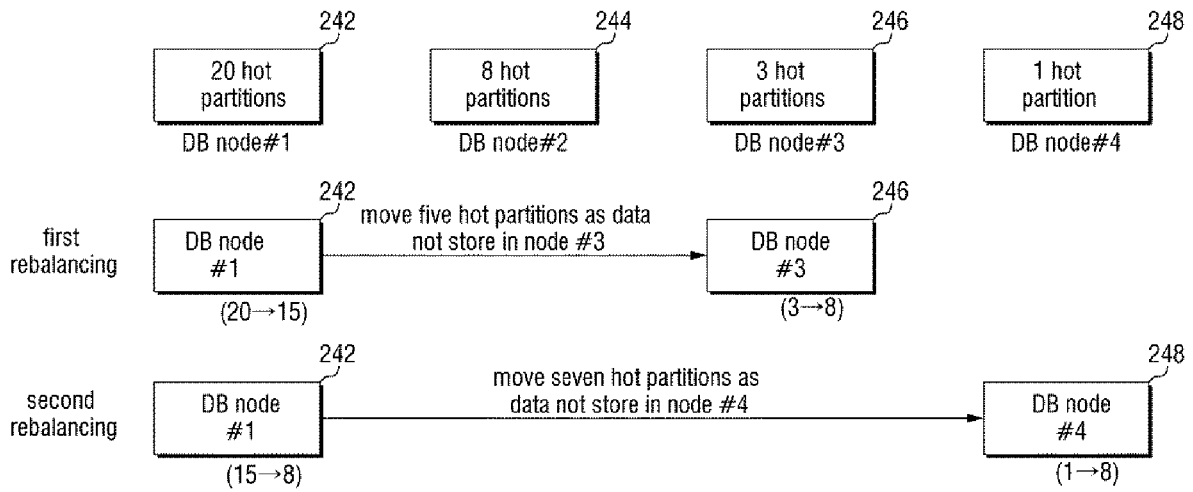 242
244
246
248
20 hot
partitions
8 hot
partitions
3 hot
partitions
1 hot
partition
DB node#1
DB node#2
DB node#3
DB node#4
242
246
first
rebalancing
DB node
#1
move five hot partitions as data
not store in node #3
DB node
#3
(20→15)
(3→8)
242
248
second
rebalancing
DB node
#1
move seven hot partitions as
data not store in node #4
DB node
#4
(15→8)
(1→8)